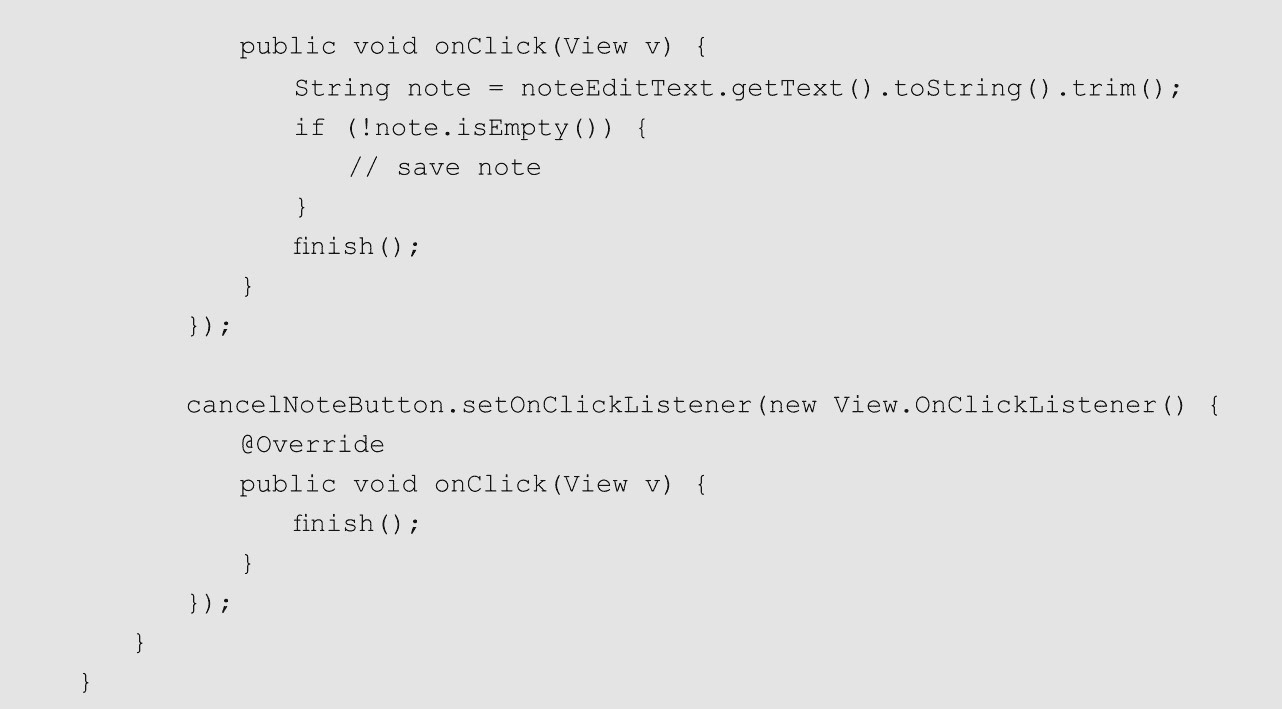 public void onClick(View v) {
String note = noteEditText.getText().toString().trim();
if (!note.isEmpty()) {
// save note
}
finish();
}
});
cancelNoteButton.setOnClickListener(new View.OnClickListener() {
@Override
public void onClick(View v) {
finish();
}
});
}
}